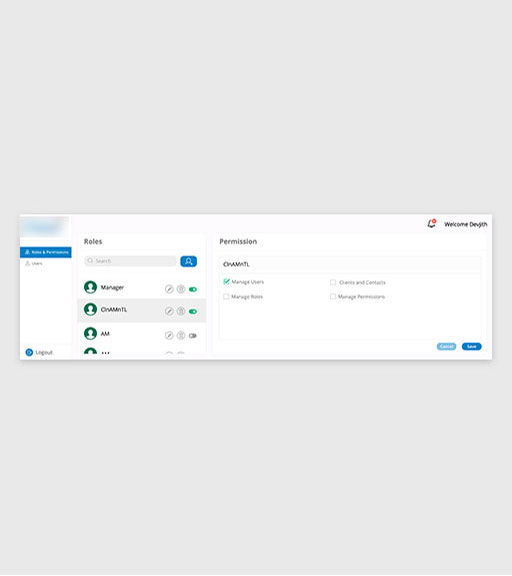 Welcome Devjith
Roles & Permissions
Users
Logout
Roles
Search
Manager
ClnAMnTL
AM
AM
Permission
ClnAMnTL
Manage Users
Clients and Contacts
Manage Roles
Manage Permissions
Cancel
Save